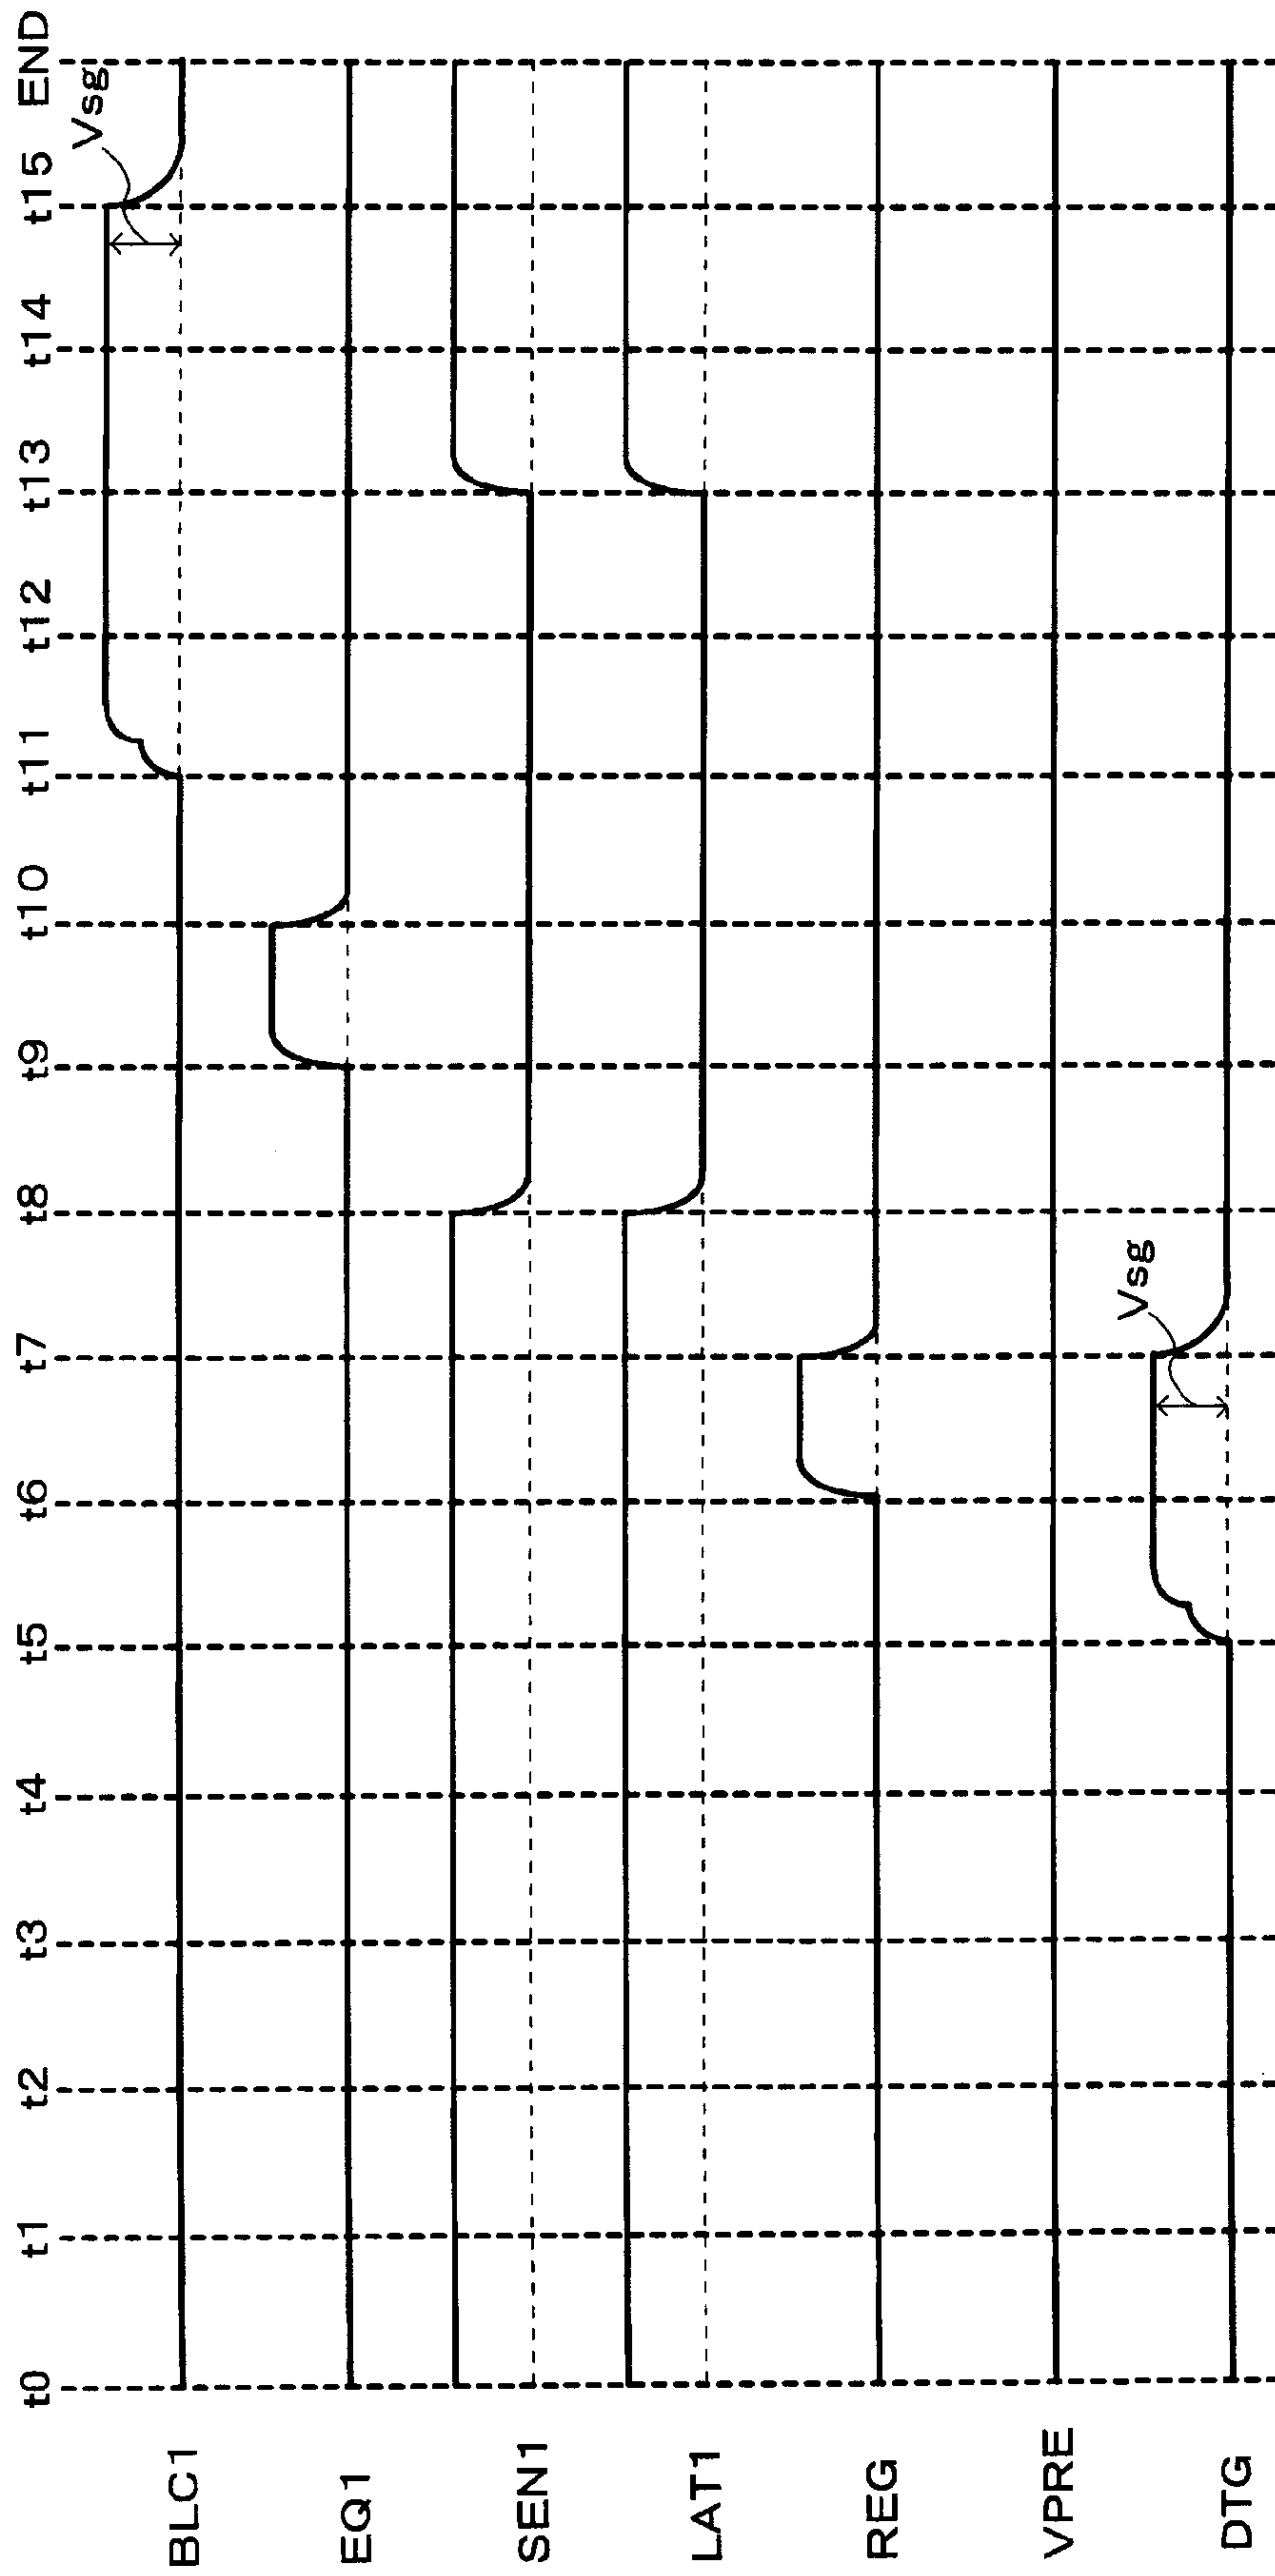 t0 t1 t2 t3 t4 t5 t6 t7 t8 t9 t10 t11 t12 t13 t14 t15 END
BLC1
Vsg
EQ1
SEN1
LAT1
REG
VPRE
DTG
Vsg